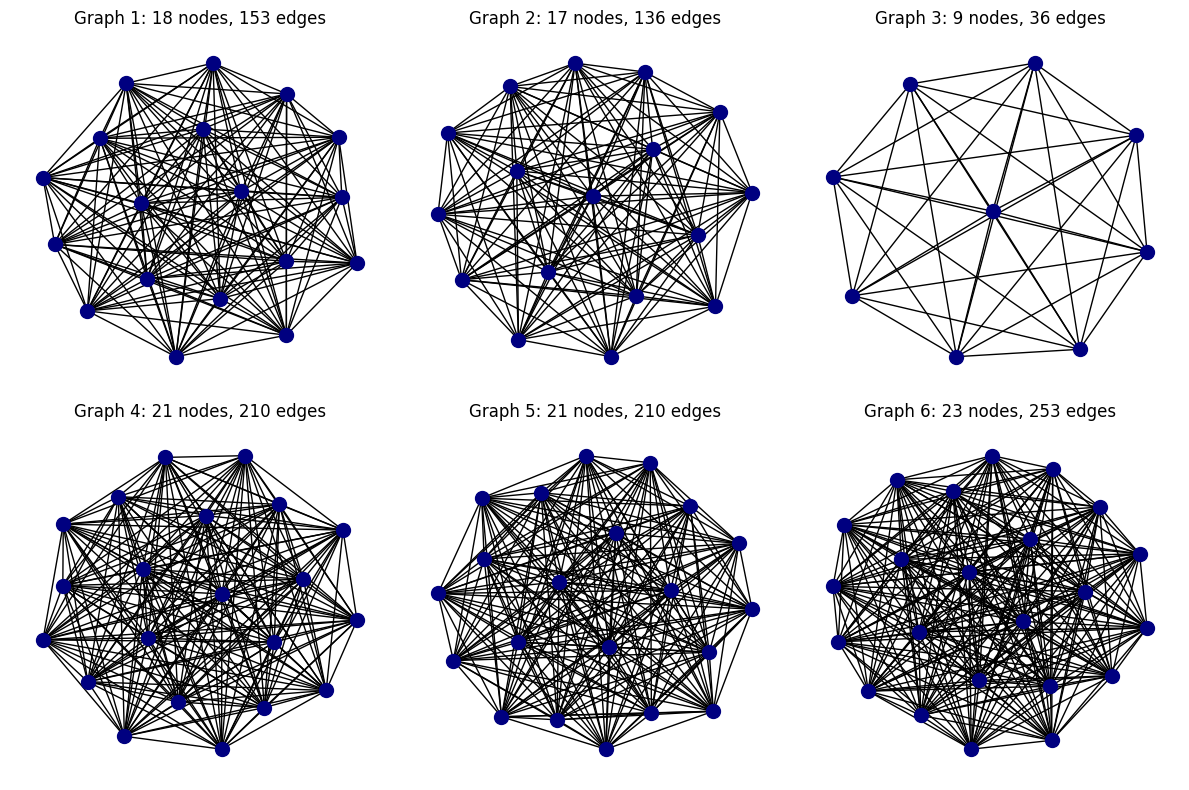 Graph 1: 18 nodes, 153 edges
Graph 2: 17 nodes, 136 edges
Graph 3: 9 nodes, 36 edges
Graph 4: 21 nodes, 210 edges
Graph 5: 21 nodes, 210 edges
Graph 6: 23 nodes, 253 edges